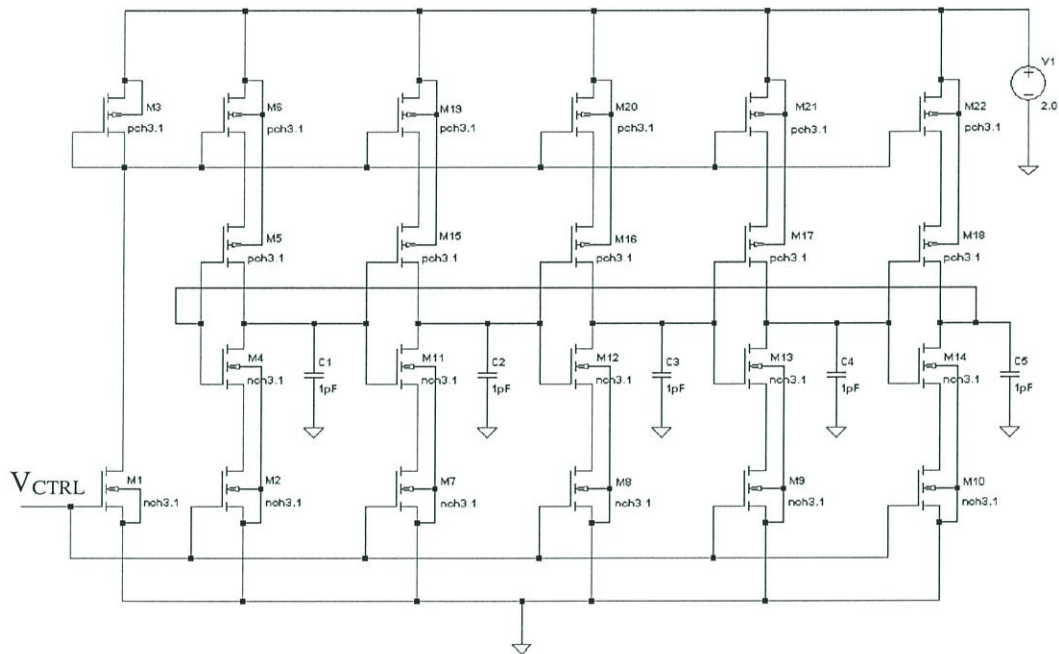 V1
2.0
M3
pch3.1
M6
pch3.1
M19
pch3.1
M20
pch3.1
M21
pch3.1
M22
pch3.1
M5
pch3.1
M15
pch3.1
M16
pch3.1
M17
pch3.1
M18
pch3.1
M4
nch3.1
C1
1pF
M11
nch3.1
C2
1pF
M12
nch3.1
C3
1pF
M13
nch3.1
C4
1pF
M14
nch3.1
C5
1pF
VCTRL
M1
nch3.1
M2
nch3.1
M7
nch3.1
M8
nch3.1
M9
nch3.1
M10
nch3.1